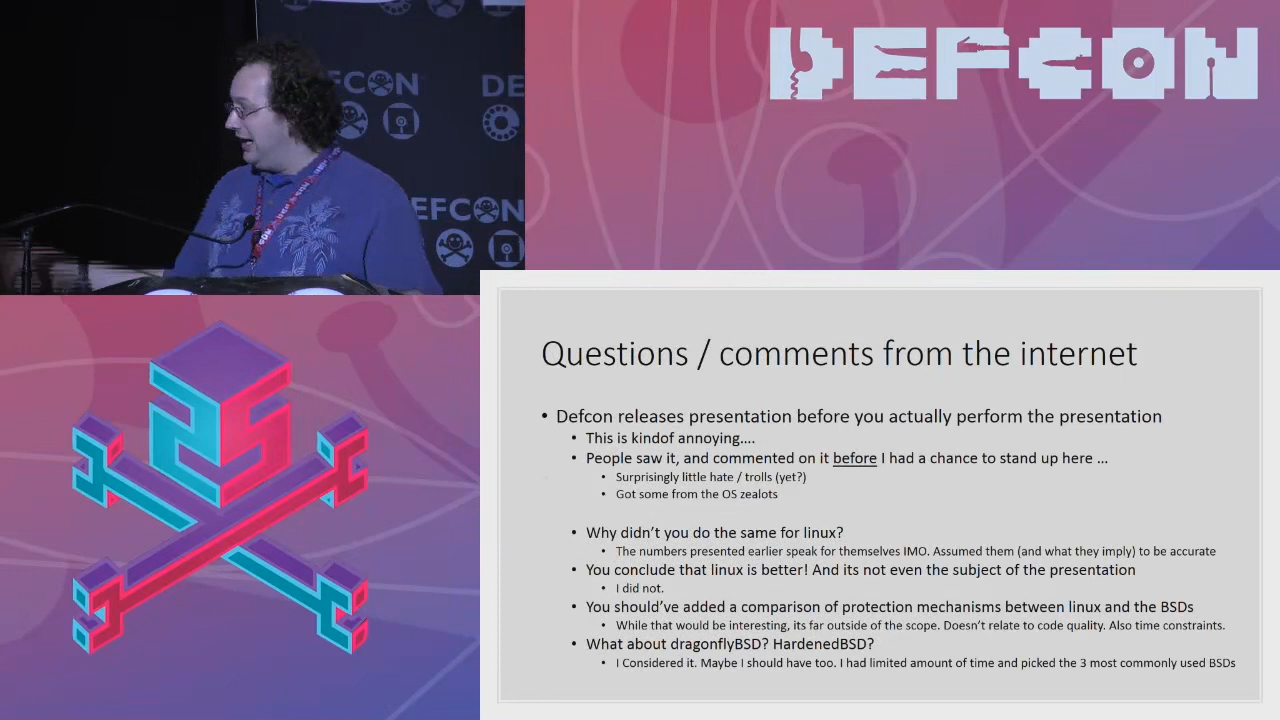 DEFCON
FCON
DE
EFCON
Questions / comments from the internet
• Defcon releases presentation before you actually perform the presentation
• This is kindof annoying....
• People saw it, and commented on it before I had a chance to stand up here ...
• Surprisingly little hate / trolls (yet?)
• Got some from the OS zealots
• Why didn't you do the same for linux?
• The numbers presented earlier speak for themselves IMO. Assumed them (and what they imply) to be accurate
• You conclude that linux is better! And its not even the subject of the presentation
• I did not.
• You should've added a comparison of protection mechanisms between linux and the BSDs
• While that would be interesting, its far outside of the scope. Doesn't relate to code quality. Also time constraints.
• What about dragonflyBSD? HardenedBSD?
• I Considered it. Maybe I should have too. I had limited amount of time and picked the 3 most commonly used BSDs